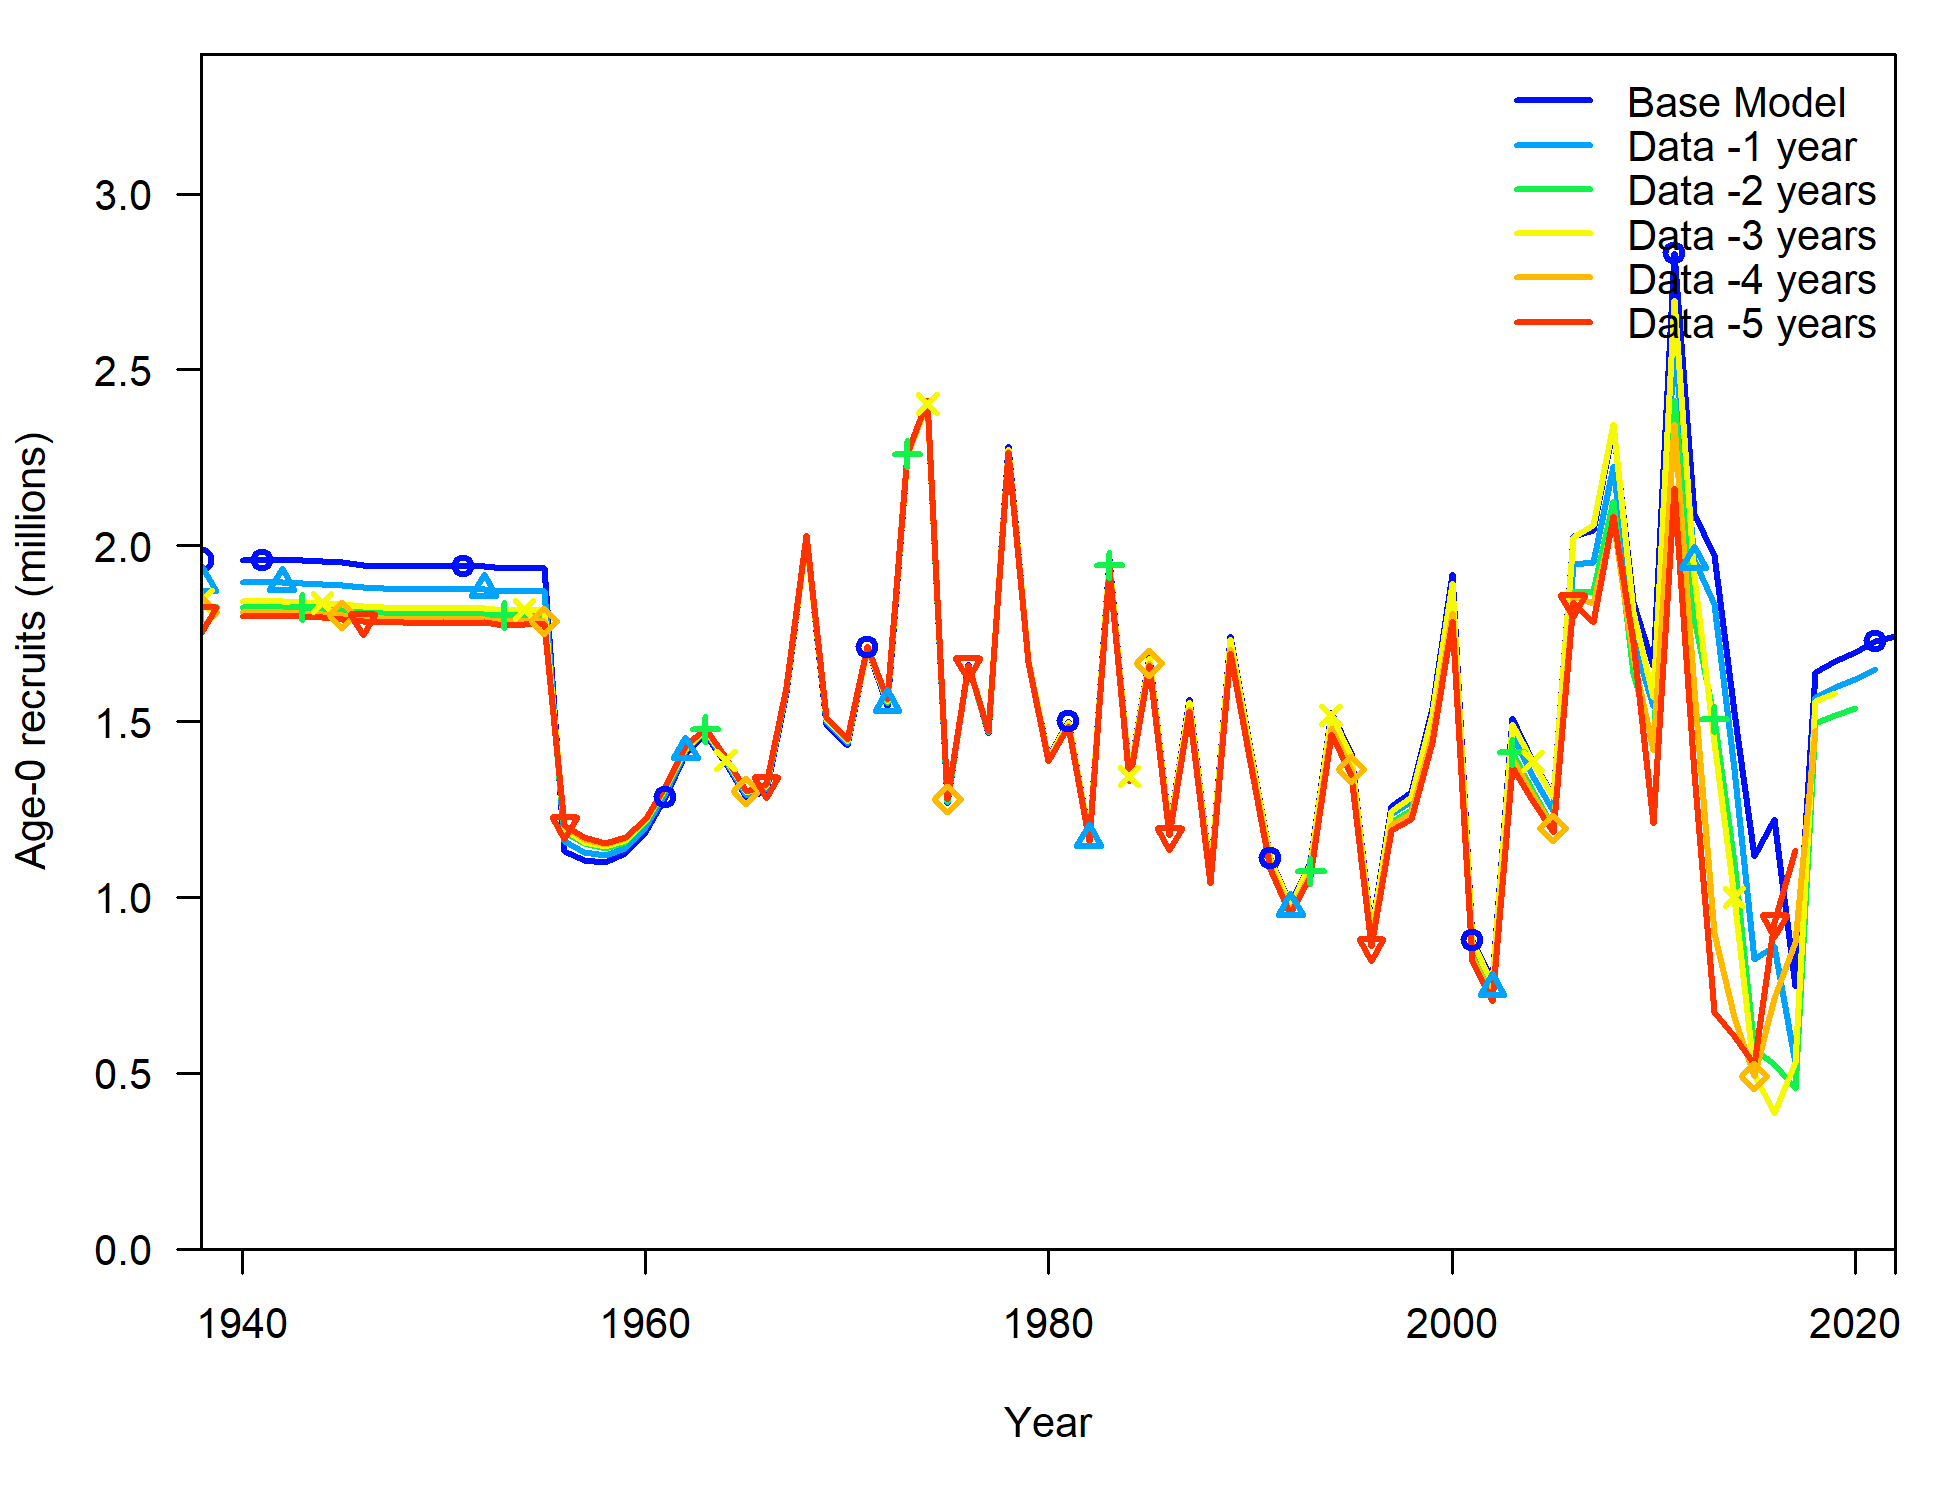 Base Model
Data -1 year
Data -2 years
Data -3 years
Data -4 years
Data -5 years
3.0
2.5
2.0
1.5
1.0
0.5
0.0
Age-0 recruits (millions)
1940
1960
1980
2000
2020
Year